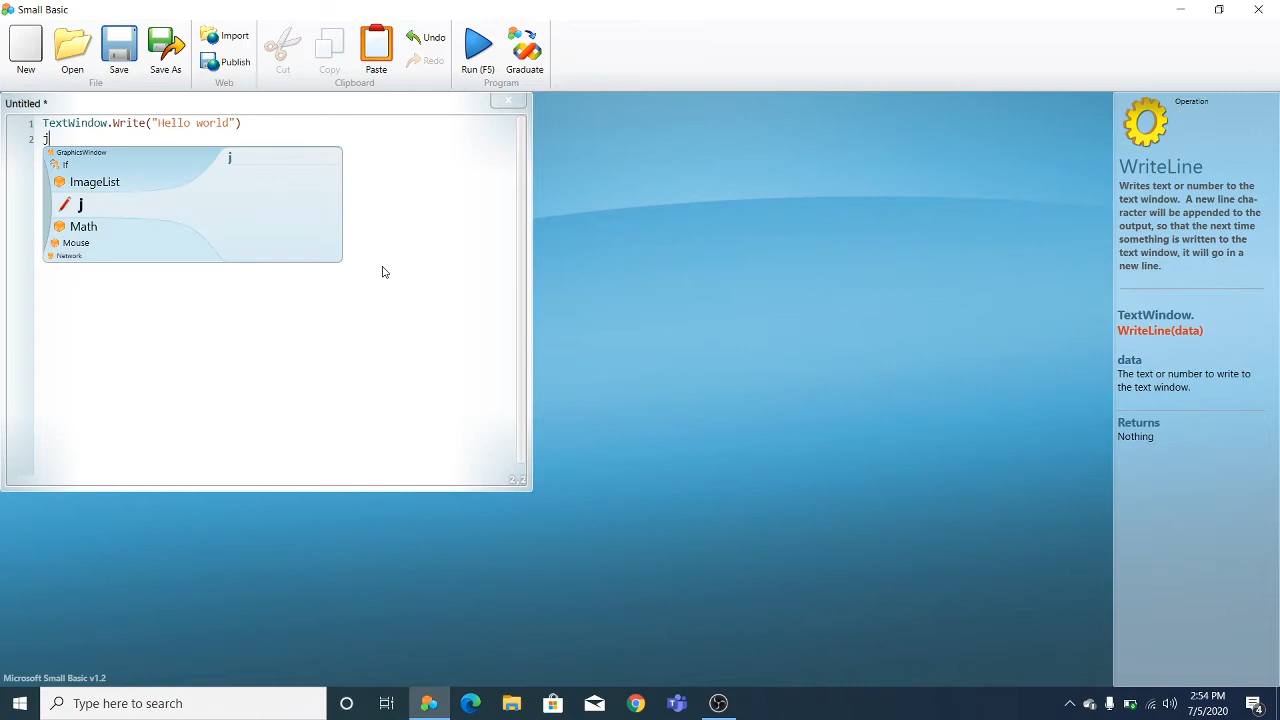 Small Basic
New
Open
Save
Save As
Import
Publish
Cut
Copy
Paste
Undo
Redo
Run (F5)
Graduate
File
Web
Clipboard
Program
Untitled *
1 TextWindow.Write("Hello world")
2 j
GraphicsWindow
If
ImageList
j
j
Math
Mouse
Network
2,2
Operation
WriteLine
Writes text or number to the
text window. A new line cha-
racter will be appended to the
output, so that the next time
something is written to the
text window, it will go in a
new line.
TextWindow.
WriteLine(data)
data
The text or number to write to
the text window.
Returns
Nothing
Microsoft Small Basic v1.2
Type here to search
2:54 PM
7/5/2020
4